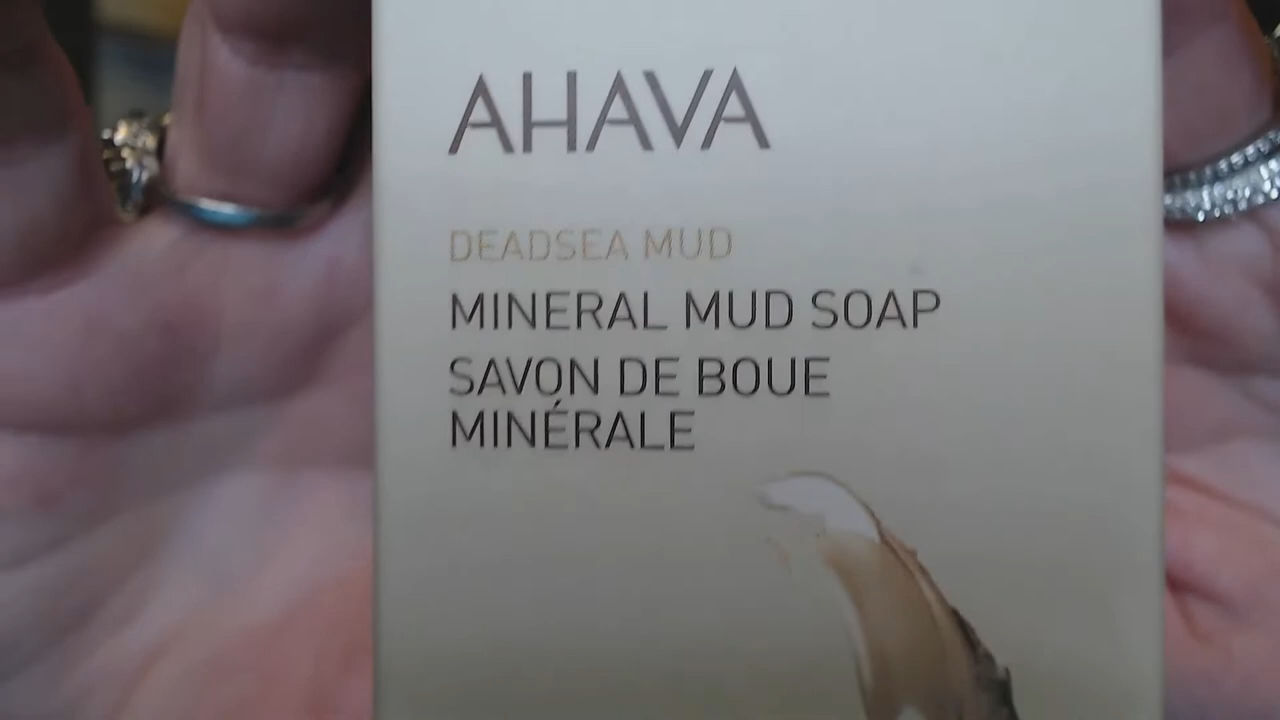 AHAVA
DEADSEA MUD
MINERAL MUD SOAP
SAVON DE BOUE
MINÉRALE